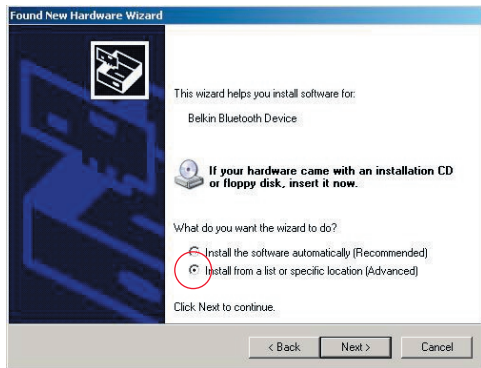 Found New Hardware Wizard
This wizard helps you install software for:
Belkin Bluetooth Device
If your hardware came with an installation CD
or floppy disk, insert it now.
What do you want the wizard to do?
Install the software automatically (Recommended)
Install from a list or specific location (Advanced)
Click Next to continue.
< Back Next > Cancel